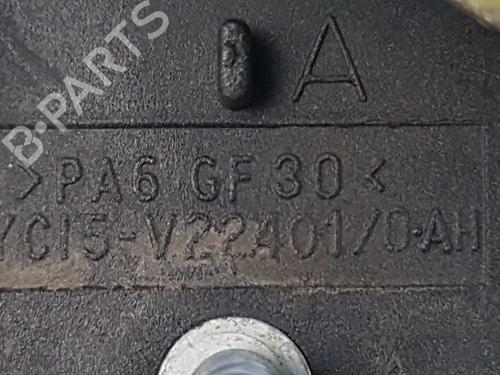 B-PARTS
A
>PA6 GF30<
YC15-V22401/0-AH